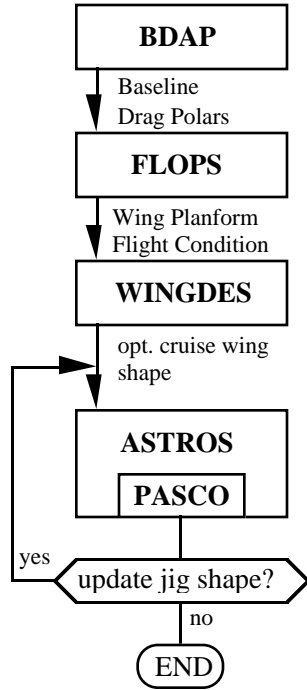 BDAP
Baseline
Drag Polars
FLOPS
Wing Planform
Flight Condition
WINGDES
opt. cruise wing
shape
ASTROS
PASCO
yes
update jig shape?
no
END